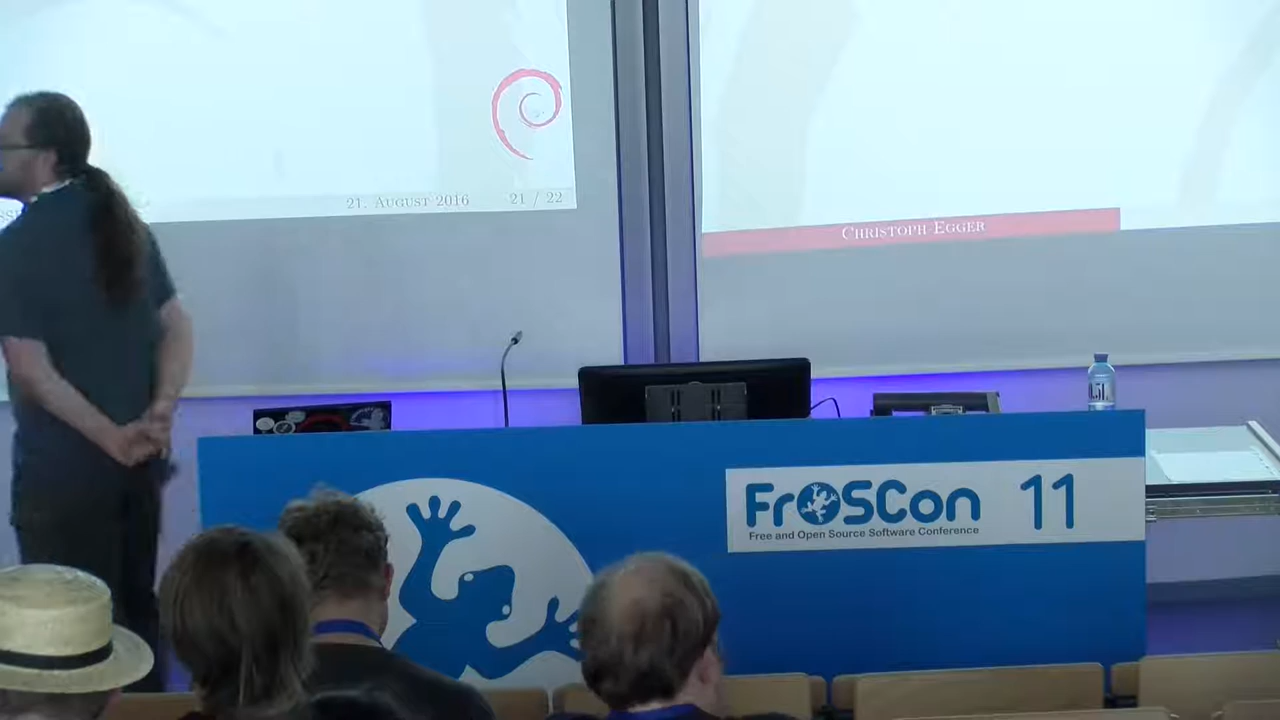 21. August 2016 21 / 22
Christoph Egger
FrOSCon 11
Free and Open Source Software Conference